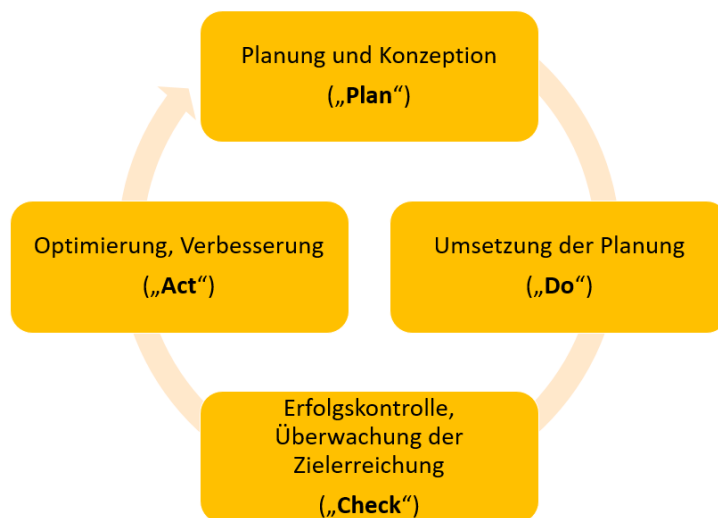 Planung und Konzeption
(„Plan“)
Optimierung, Verbesserung
(„Act“)
Umsetzung der Planung
(„Do“)
Erfolgskontrolle,
Überwachung der
Zielerreichung
(„Check“)